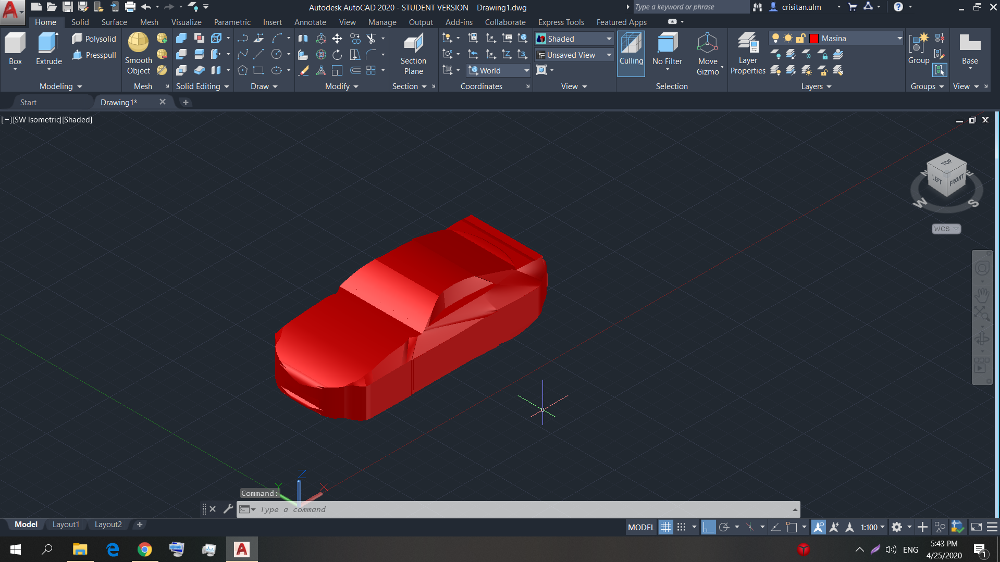 Autodesk AutoCAD 2020 - STUDENT VERSION Drawing1.dwg
Type a keyword or phrase
crisitan.ulm
Home Solid Surface Mesh Visualize Parametric Insert Annotate View Manage Output Add-ins Collaborate Express Tools Featured Apps
Box
Extrude
Polysolid
Presspull
Modeling
Smooth
Object
Mesh
Solid Editing
Draw
Modify
Section
Plane
Section
World
Coordinates
Shaded
Unsaved View
View
Culling
No Filter
Move
Gizmo
Selection
Layer
Properties
Masina
Layers
Group
Groups
Base
View
Start
Drawing1*
[−][SW Isometric][Shaded]
TOP
LEFT
FRONT
N
E
W
S
WCS
Z
Y
X
Command:
Type a command
Model Layout1 Layout2
MODEL
1:100
ENG
5:43 PM
4/25/2020
1